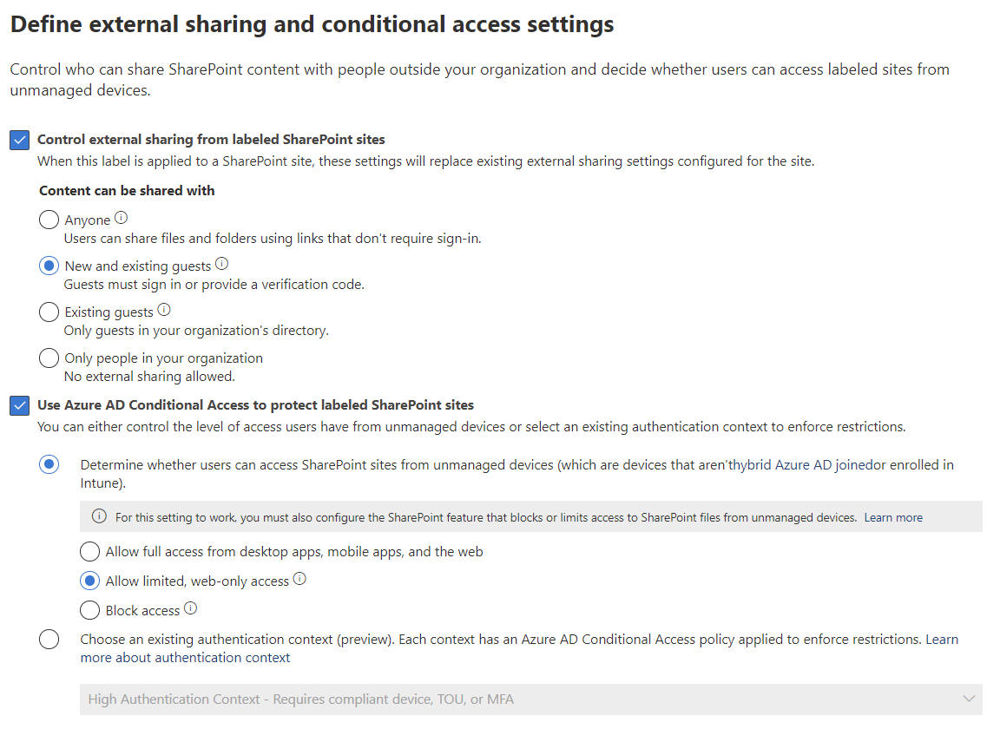 Define external sharing and conditional access settings
Control who can share SharePoint content with people outside your organization and decide whether users can access labeled sites from
unmanaged devices.
Control external sharing from labeled SharePoint sites
When this label is applied to a SharePoint site, these settings will replace existing external sharing settings configured for the site.
Content can be shared with
Anyone
Users can share files and folders using links that don't require sign-in.
New and existing guests
Guests must sign in or provide a verification code.
Existing guests
Only guests in your organization's directory.
Only people in your organization
No external sharing allowed.
Use Azure AD Conditional Access to protect labeled SharePoint sites
You can either control the level of access users have from unmanaged devices or select an existing authentication context to enforce restrictions.
Determine whether users can access SharePoint sites from unmanaged devices (which are devices that aren'thybrid Azure AD joinedor enrolled in
Intune).
For this setting to work, you must also configure the SharePoint feature that blocks or limits access to SharePoint files from unmanaged devices. Learn more
Allow full access from desktop apps, mobile apps, and the web
Allow limited, web-only access
Block access
Choose an existing authentication context (preview). Each context has an Azure AD Conditional Access policy applied to enforce restrictions. Learn
more about authentication context
High Authentication Context - Requires compliant device, TOU, or MFA